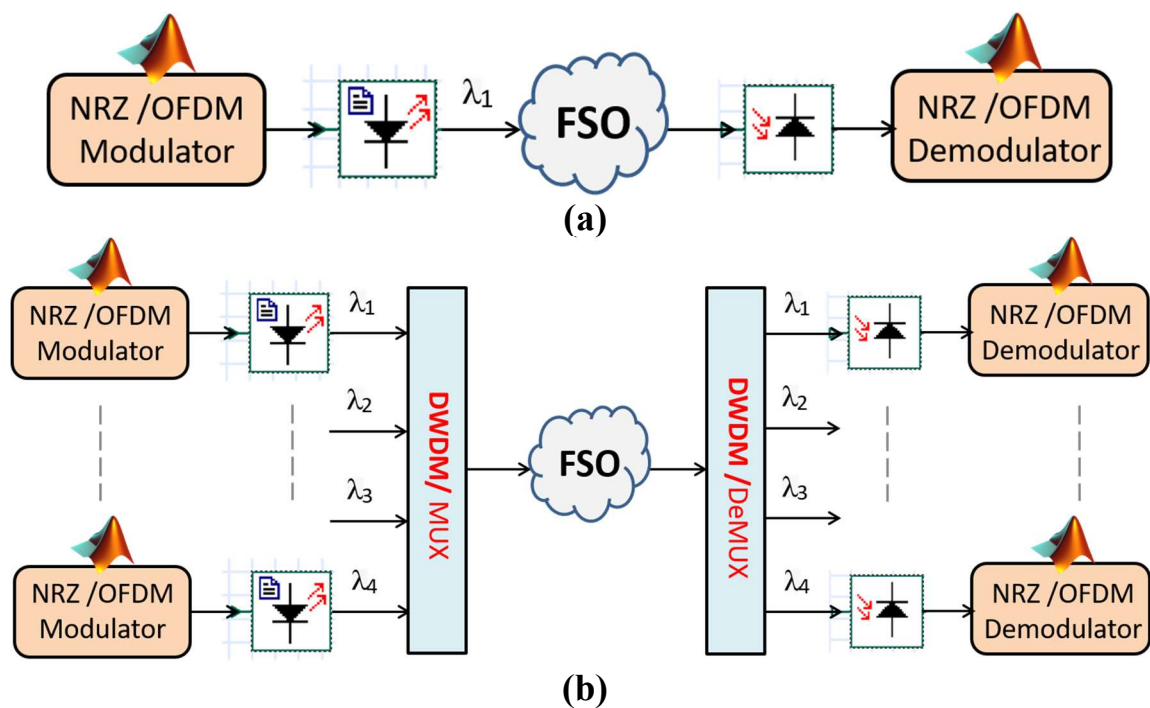 NRZ /OFDM
Modulator
λ1
FSO
NRZ /OFDM
Demodulator
(a)
NRZ /OFDM
Modulator
λ1
λ2
λ3
NRZ /OFDM
Modulator
λ4
DWDM/ MUX
FSO
DWDM /DeMUX
λ1
λ2
λ3
λ4
NRZ /OFDM
Demodulator
NRZ /OFDM
Demodulator
(b)